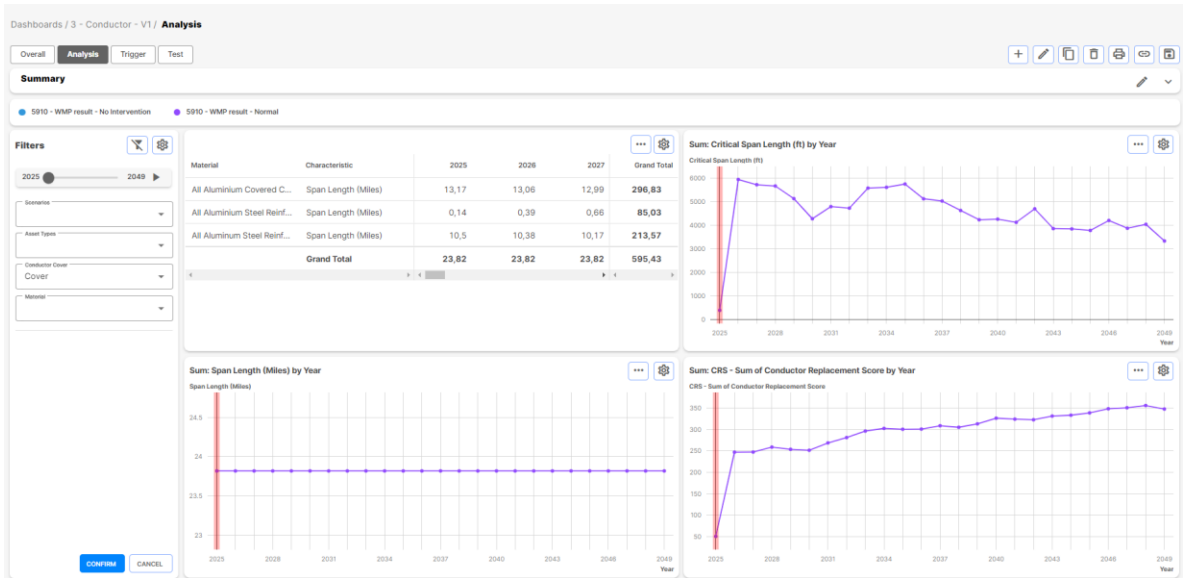 Dashboards / 3 - Conductor - V1 / Analysis
Overall Analysis Trigger Test
Summary
5910 - WMP result - No Intervention 5910 - WMP result - Normal
Filters
2025 2049
Scenarios
Asset Types
Conductor Cover
Cover
Material
CONFIRM CANCEL
Material Characteristic 2025 2026 2027 Grand Total
All Aluminium Covered C... Span Length (Miles) 13,17 13,06 12,99 296,83
All Aluminium Steel Reinf... Span Length (Miles) 0,14 0,39 0,66 85,03
All Aluminum Steel Reinf... Span Length (Miles) 10,5 10,38 10,17 213,57
Grand Total 23,82 23,82 23,82 595,43
Sum: Critical Span Length (ft) by Year
Critical Span Length (ft)
6000
5000
4000
3000
2000
1000
0
2025 2028 2031 2034 2037 2040 2043 2046 2049
Year
Sum: Span Length (Miles) by Year
Span Length (Miles)
24.5
24
23.5
23
2025 2028 2031 2034 2037 2040 2043 2046 2049
Year
Sum: CRS - Sum of Conductor Replacement Score by Year
CRS - Sum of Conductor Replacement Score
350
300
250
200
150
100
50
2025 2028 2031 2034 2037 2040 2043 2046 2049
Year